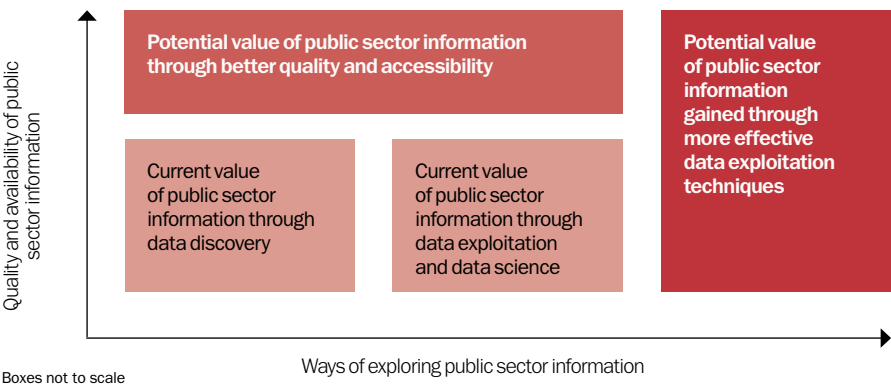 Quality and availability of public
sector information
Potential value of public sector information
through better quality and accessibility
Potential value
of public sector
information
gained through
more effective
data exploitation
techniques
Current value
of public sector
information through
data discovery
Current value
of public sector
information through
data exploitation
and data science
Ways of exploring public sector information
Boxes not to scale